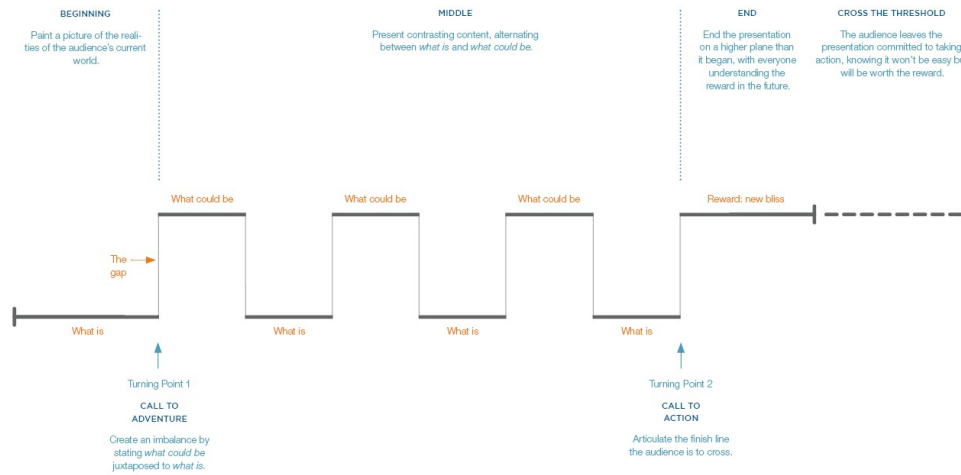 BEGINNING
Paint a picture of the reali-
ties of the audience's current
world.
MIDDLE
Present contrasting content, alternating
between what is and what could be.
END
End the presentation
on a higher plane than
it began, with everyone
understanding the
reward in the future.
CROSS THE THRESHOLD
The audience leaves the
presentation committed to taking
action, knowing it won't be easy bu
will be worth the reward.
What could be
What could be
What could be
Reward: new bliss
The
gap
What is
What is
What is
What is
Turning Point 1
CALL TO
ADVENTURE
Create an imbalance by
stating what could be
juxtaposed to what is.
Turning Point 2
CALL TO
ACTION
Articulate the finish line
the audience is to cross.